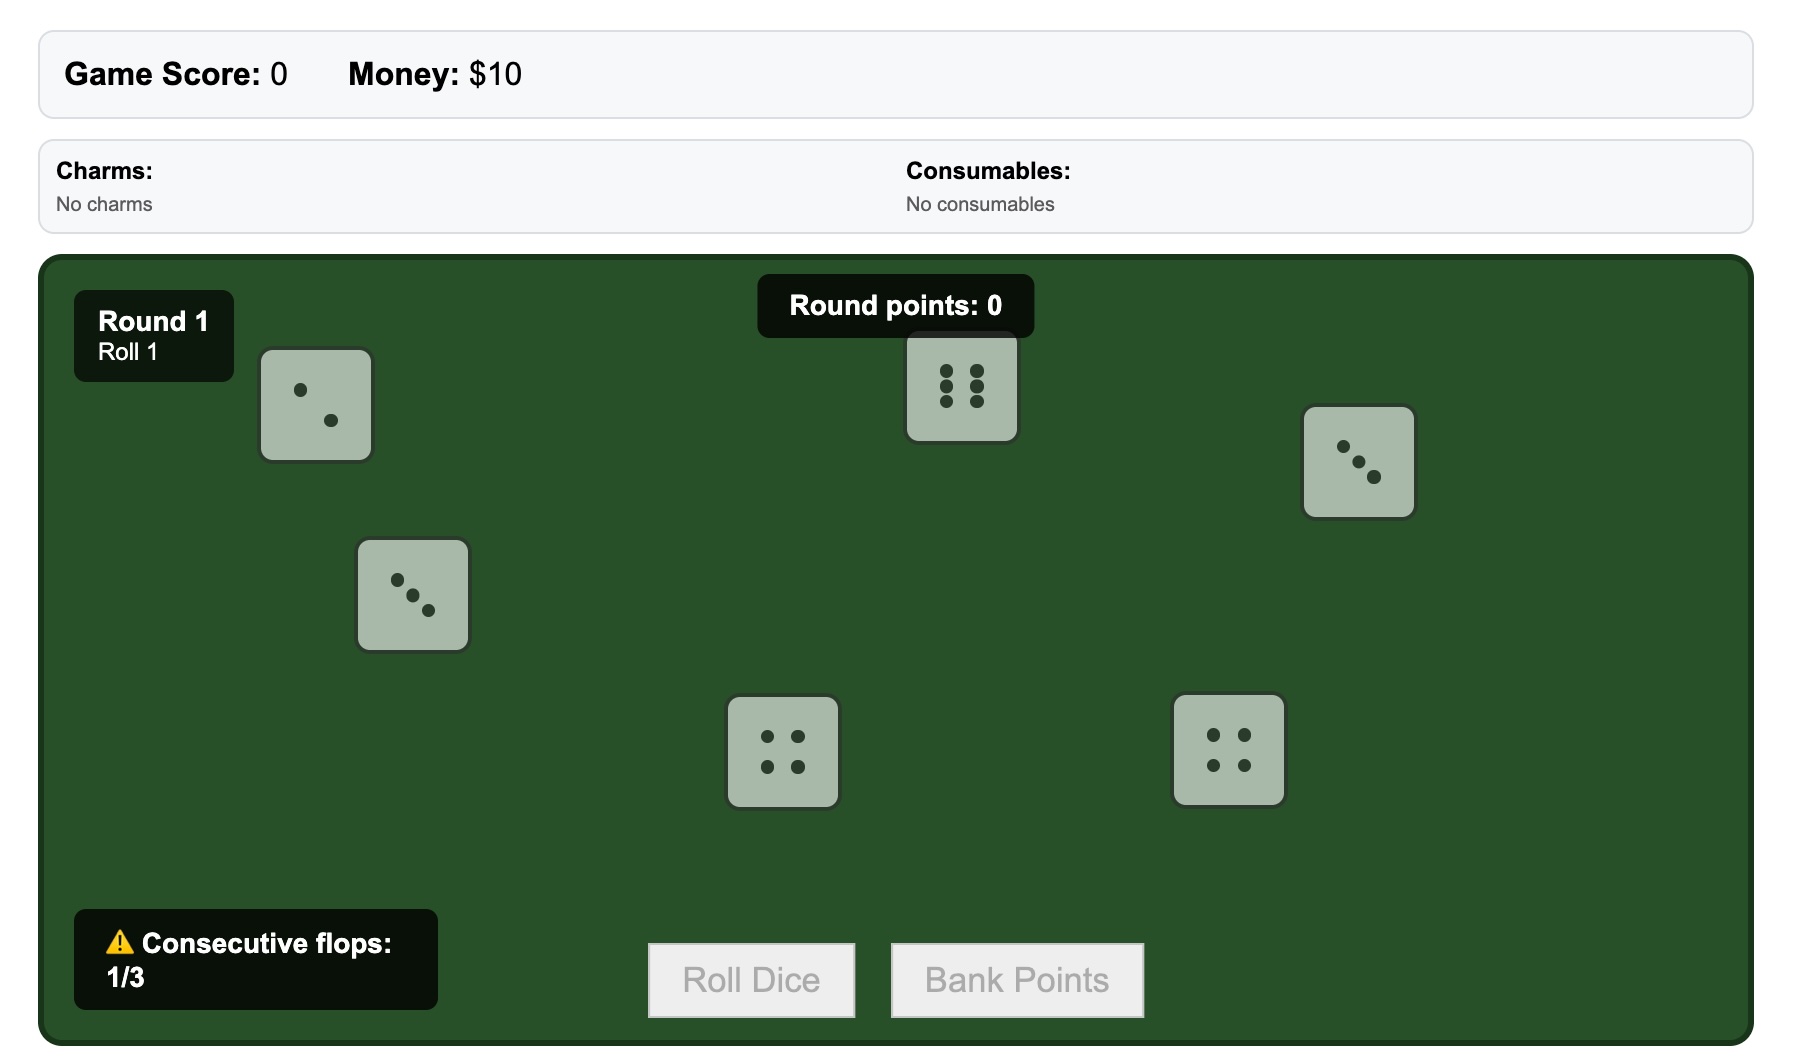 Game Score: 0 Money: $10
Charms:
No charms
Consumables:
No consumables
Round 1
Roll 1
Round points: 0
⚠️ Consecutive flops:
1/3
Roll Dice
Bank Points